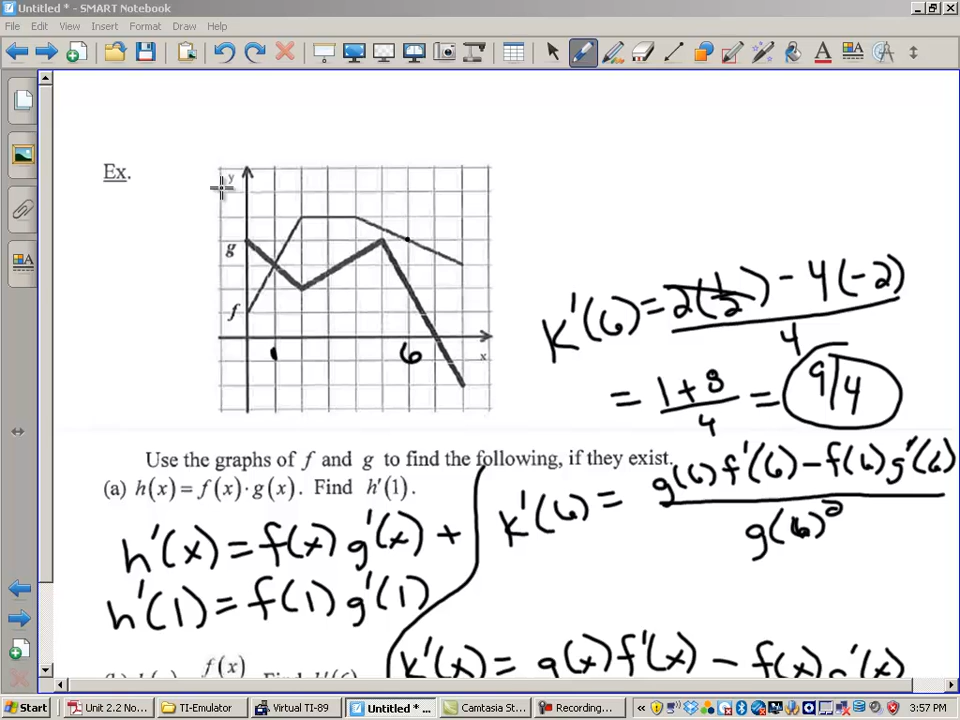 Untitled * - SMART Notebook
File Edit View Insert Format Draw Help
Ex.
y
g
f
x
1 6
K'(6) = 2(1/2) - 4(-2)
4
= 1 + 8 = 9/4
4
Use the graphs of f and g to find the following, if they exist.
(a) h(x) = f(x) · g(x). Find h'(1).
K'(6) = g(6) f'(6) - f(6) g'(6)
g(6)²
h'(x) = f(x) g'(x) +
h'(1) = f(1) g'(1)
K'(x) = g(x) f'(x) - f(x) g'(x)
f(x)
Start Unit 2.2 No... TI-Emulator Virtual TI-89 Untitled * ... Camtasia St... Recording... 3:57 PM